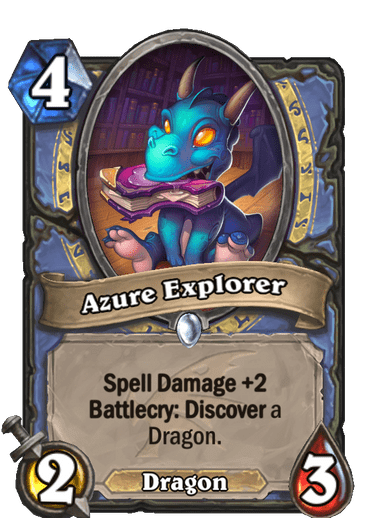 4
Azure Explorer
Spell Damage +2
Battlecry: Discover a
Dragon.
2
Dragon
3